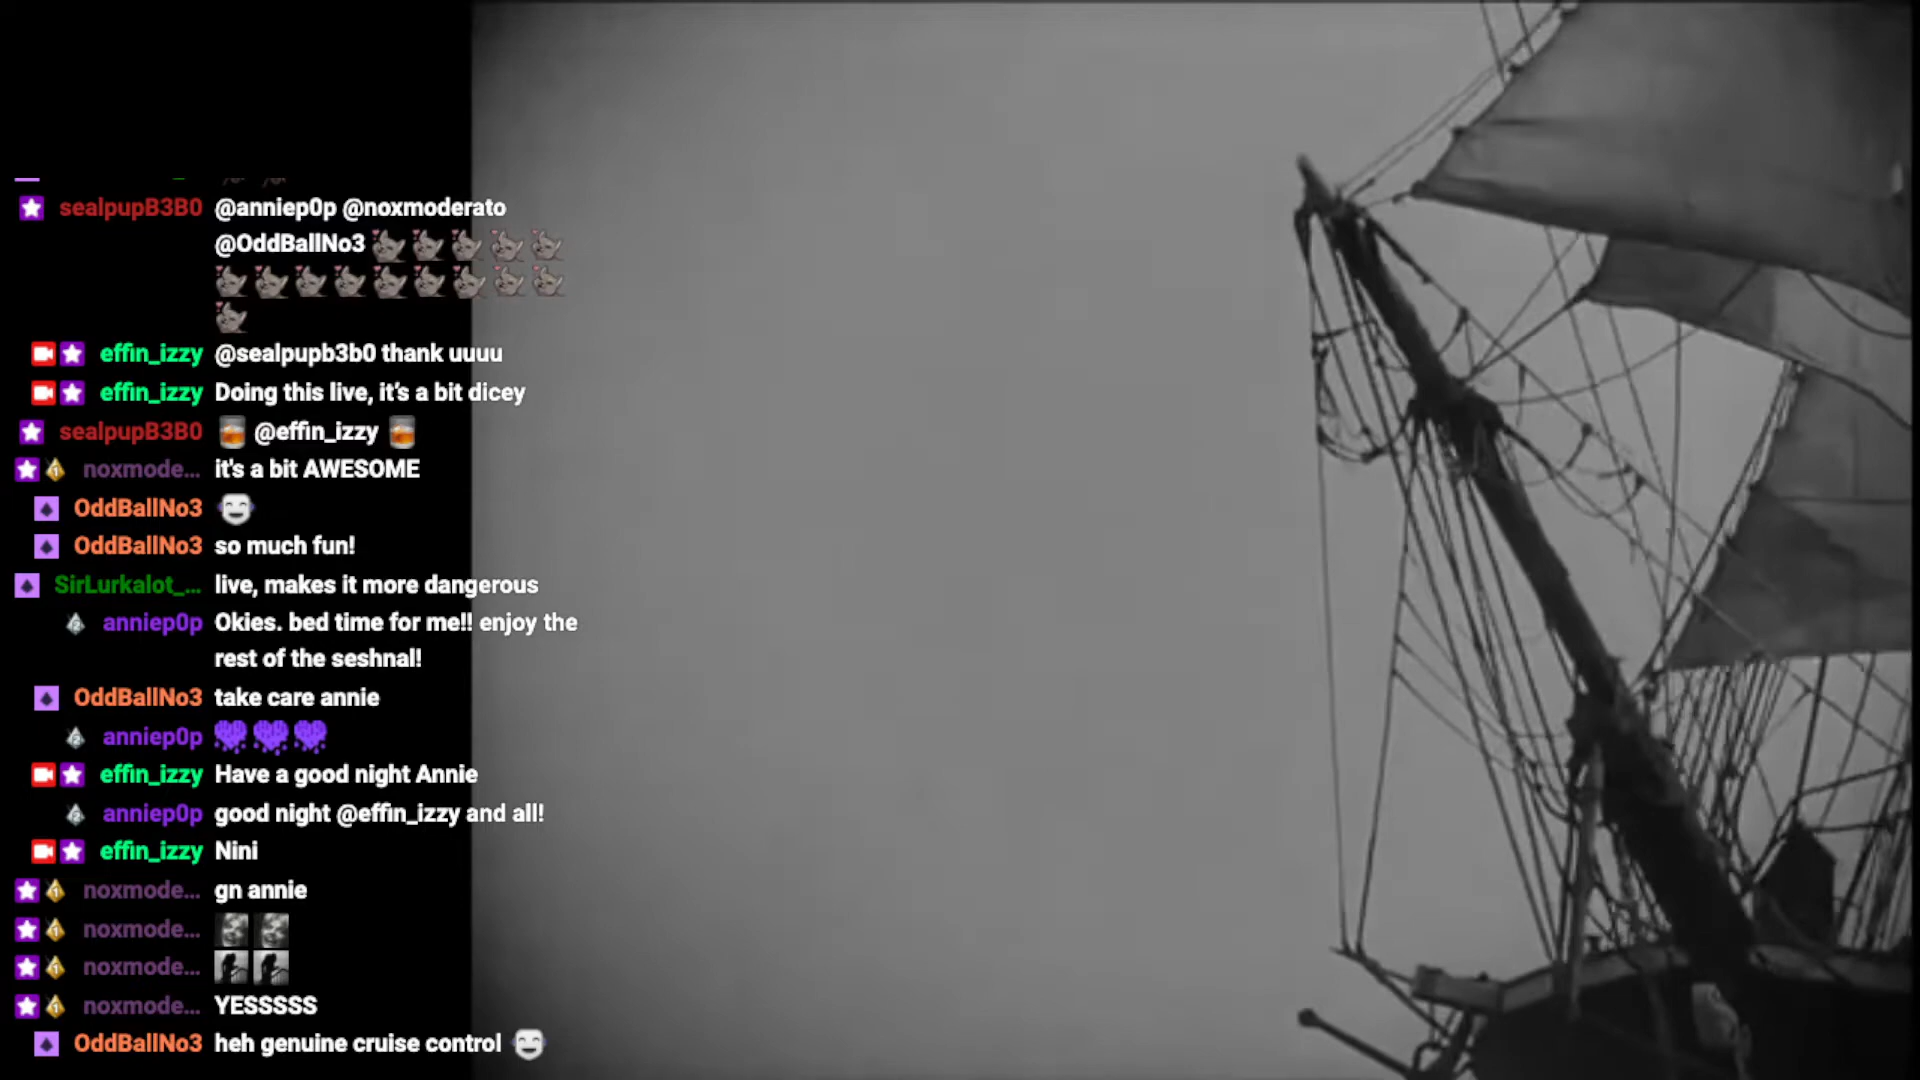 sealpupB3B0 @anniep0p @noxmoderato
@OddBallNo3
effin_izzy @sealpupb3b0 thank uuuu
effin_izzy Doing this live, it's a bit dicey
sealpupB3B0 @effin_izzy
noxmode... it's a bit AWESOME
OddBallNo3
OddBallNo3 so much fun!
SirLurkalot_... live, makes it more dangerous
anniep0p Okies. bed time for me!! enjoy the
rest of the seshnal!
OddBallNo3 take care annie
anniep0p
effin_izzy Have a good night Annie
anniep0p good night @effin_izzy and all!
effin_izzy Nini
noxmode... gn annie
noxmode...
noxmode...
noxmode... YESSSSS
OddBallNo3 heh genuine cruise control